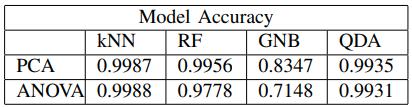 Model Accuracy
kNN RF GNB QDA
PCA 0.9987 0.9956 0.8347 0.9935
ANOVA 0.9988 0.9778 0.7148 0.9931